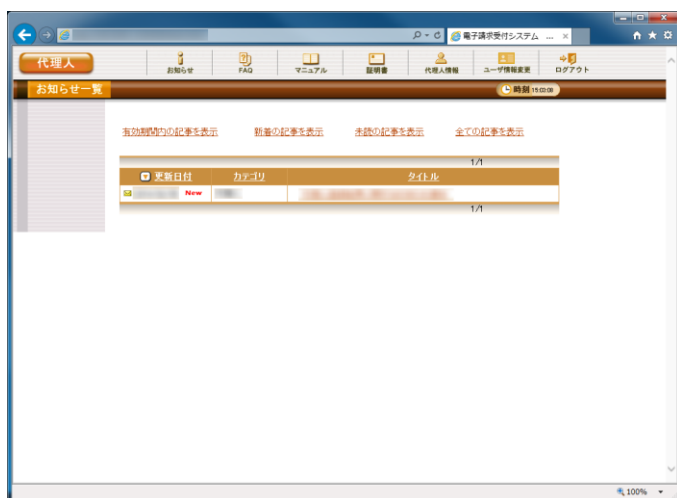 電子請求受付システム ...
代理人 お知らせ FAQ マニュアル 証明書 代理人情報 ユーザ情報変更 ログアウト
お知らせ一覧 時刻 15:03:08
有効期間内の記事を表示 新着の記事を表示 未読の記事を表示 全ての記事を表示
1/1
更新日付 カテゴリ タイトル
New
1/1
100%